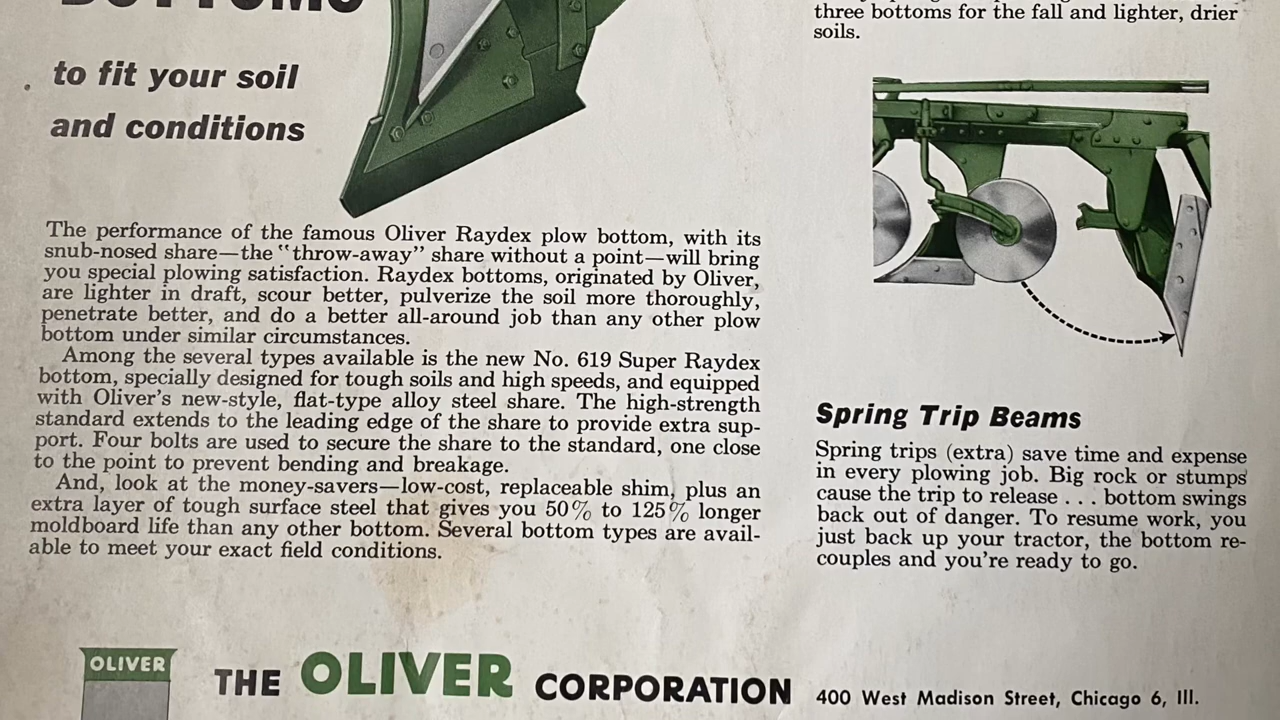 BOTTOMS
to fit your soil
and conditions
The performance of the famous Oliver Raydex plow bottom, with its
snub-nosed share—the "throw-away" share without a point—will bring
you special plowing satisfaction. Raydex bottoms, originated by Oliver,
are lighter in draft, scour better, pulverize the soil more thoroughly,
penetrate better, and do a better all-around job than any other plow
bottom under similar circumstances.
Among the several types available is the new No. 619 Super Raydex
bottom, specially designed for tough soils and high speeds, and equipped
with Oliver's new-style, flat-type alloy steel share. The high-strength
standard extends to the leading edge of the share to provide extra sup-
port. Four bolts are used to secure the share to the standard, one close
to the point to prevent bending and breakage.
And, look at the money-savers—low-cost, replaceable shim, plus an
extra layer of tough surface steel that gives you 50% to 125% longer
moldboard life than any other bottom. Several bottom types are avail-
able to meet your exact field conditions.
three bottoms for the fall and lighter, drier
soils.
Spring Trip Beams
Spring trips (extra) save time and expense
in every plowing job. Big rock or stumps
cause the trip to release . . . bottom swings
back out of danger. To resume work, you
just back up your tractor, the bottom re-
couples and you're ready to go.
OLIVER
THE OLIVER CORPORATION 400 West Madison Street, Chicago 6, Ill.